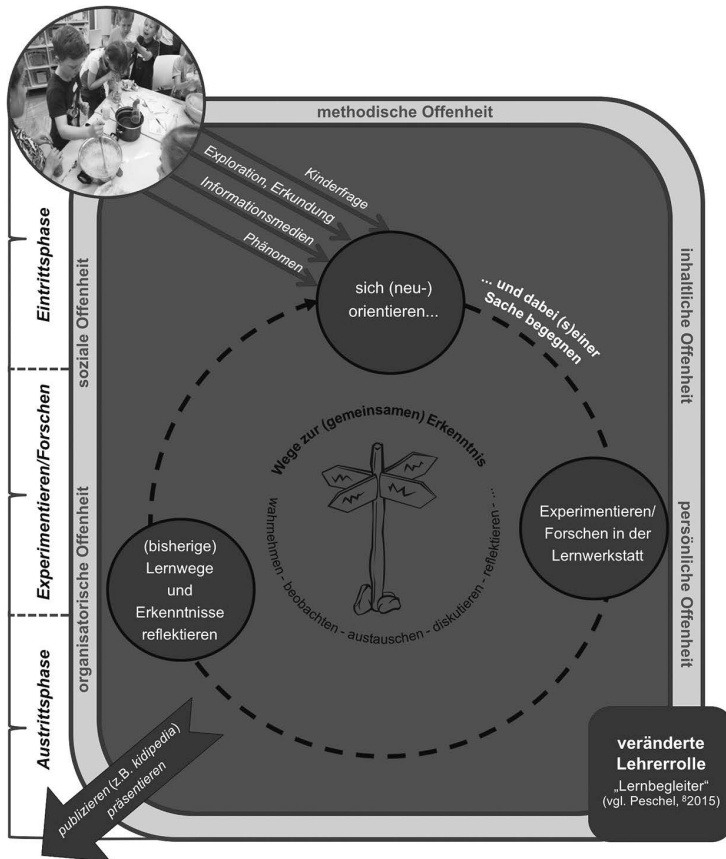 methodische Offenheit
Kinderfrage
Exploration, Erkundung
Informationsmedien
Phänomen
Eintrittsphase
soziale Offenheit
inhaltliche Offenheit
sich (neu-)
orientieren...
... und dabei (s)einer
Sache begegnen
Wege zur (gemeinsamen) Erkenntnis
wahrnehmen - beobachten - austauschen - diskutieren - reflektieren - ...
Experimentieren/Forschen
organisatorische Offenheit
persönliche Offenheit
Experimentieren/
Forschen in der
Lernwerkstatt
(bisherige)
Lernwege
und
Erkenntnisse
reflektieren
Austrittsphase
publizieren (z.B. kidipedia)
präsentieren
veränderte
Lehrerrolle
„Lernbegleiter“
(vgl. Peschel, ⁸2015)